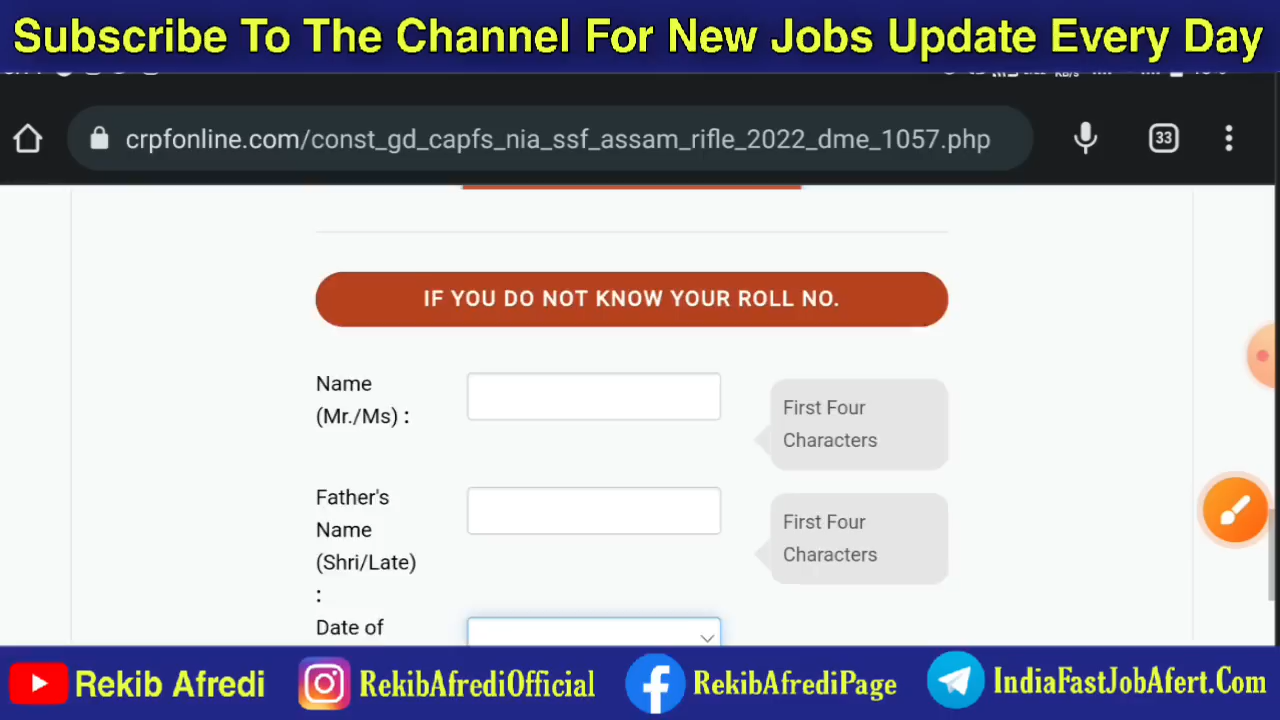 Subscribe To The Channel For New Jobs Update Every Day
crpfonline.com/const_gd_capfs_nia_ssf_assam_rifle_2022_dme_1057.php
33
IF YOU DO NOT KNOW YOUR ROLL NO.
Name
(Mr./Ms) :
First Four
Characters
Father's
Name
(Shri/Late)
:
First Four
Characters
Date of
Rekib Afredi
RekibAfrediOfficial
RekibAfrediPage
IndiaFastJobAfert.Com